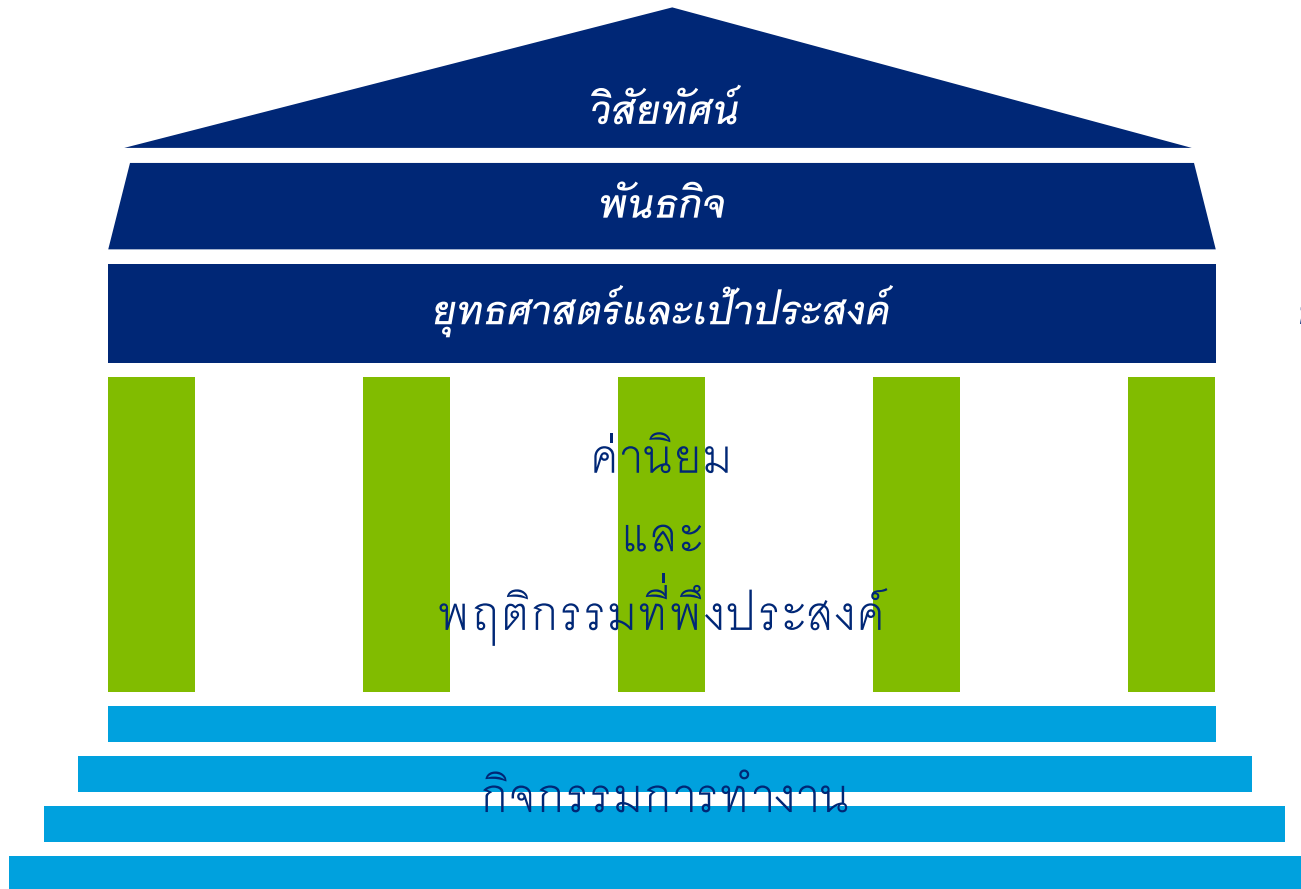 วิสัยทัศน์
พันธกิจ
ยุทธศาสตร์และเป้าประสงค์
ค่านิยม
และ
พฤติกรรมที่พึงประสงค์
กิจกรรมการทำงาน